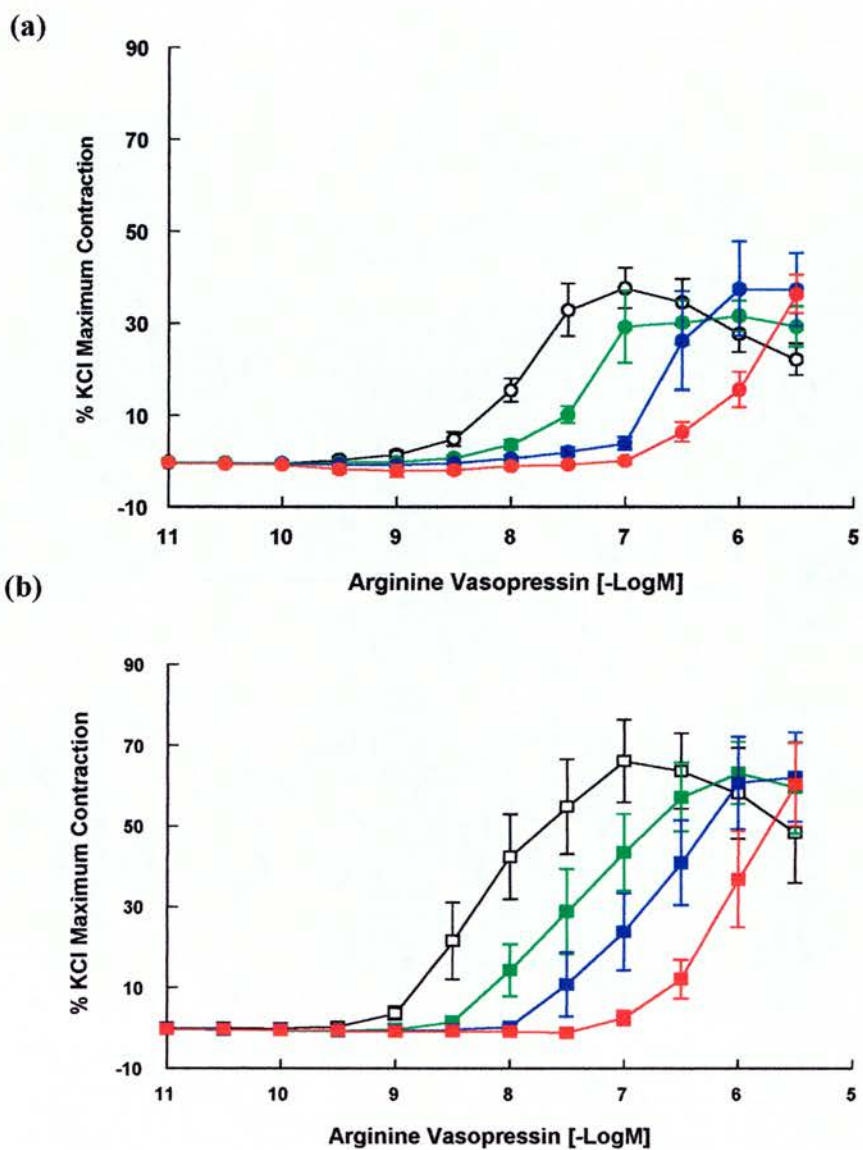 (a)
90
70
50
30
10
-10
% KCl Maximum Contraction
11 10 9 8 7 6 5
Arginine Vasopressin [-LogM]
(b)
90
70
50
30
10
-10
% KCl Maximum Contraction
11 10 9 8 7 6 5
Arginine Vasopressin [-LogM]